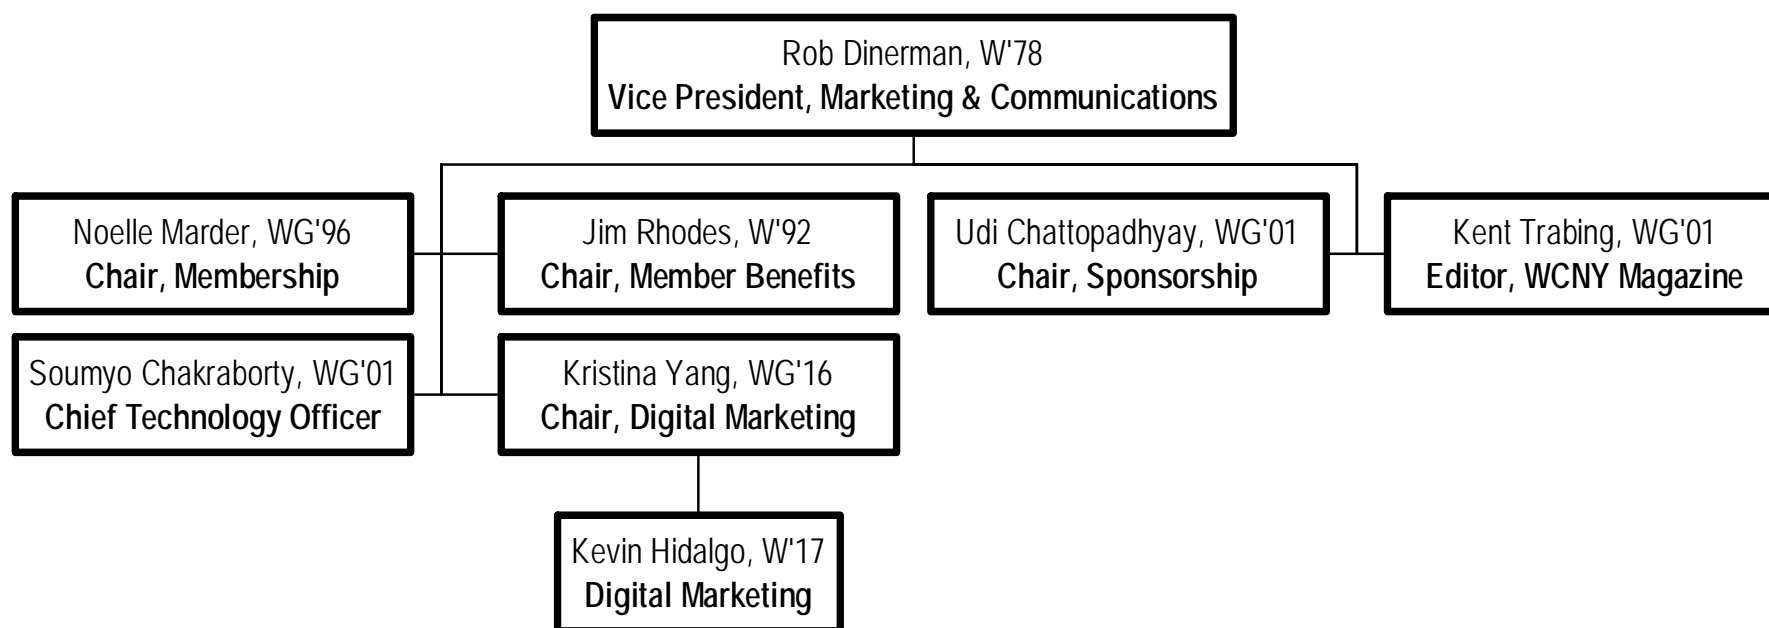 Rob Dinerman, W'78
Vice President, Marketing & Communications
Noelle Marder, WG'96
Chair, Membership
Jim Rhodes, W'92
Chair, Member Benefits
Udi Chattopadhyay, WG'01
Chair, Sponsorship
Kent Trabing, WG'01
Editor, WCNY Magazine
Soumyo Chakraborty, WG'01
Chief Technology Officer
Kristina Yang, WG'16
Chair, Digital Marketing
Kevin Hidalgo, W'17
Digital Marketing